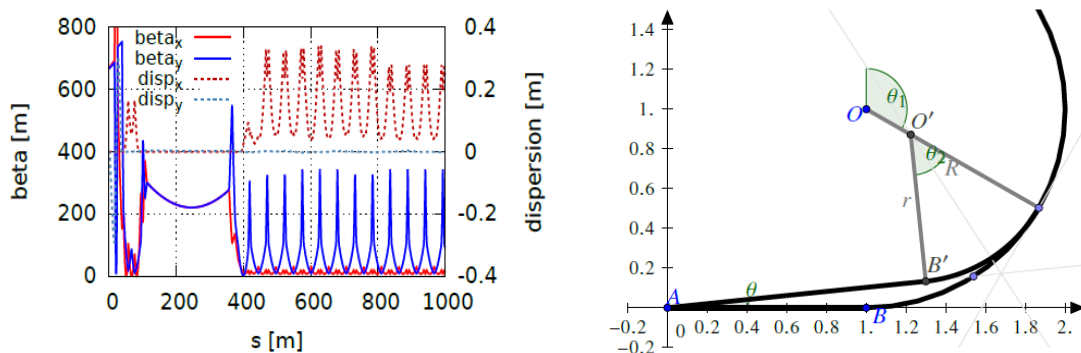 800
600
400
200
0
beta [m]
beta_x
beta_y
disp_x
disp_y
0.4
0.2
0
-0.2
-0.4
dispersion [m]
0 200 400 600 800 1000
s [m]
1.4
1.2
1.
0.8
0.6
0.4
0.2
0
-0.2
-0.2 0.2 0.4 0.6 0.8 1. 1.2 1.4 1.6 1.8 2.
O
θ1
O′
θ2
R
r
B′
A
θ
B